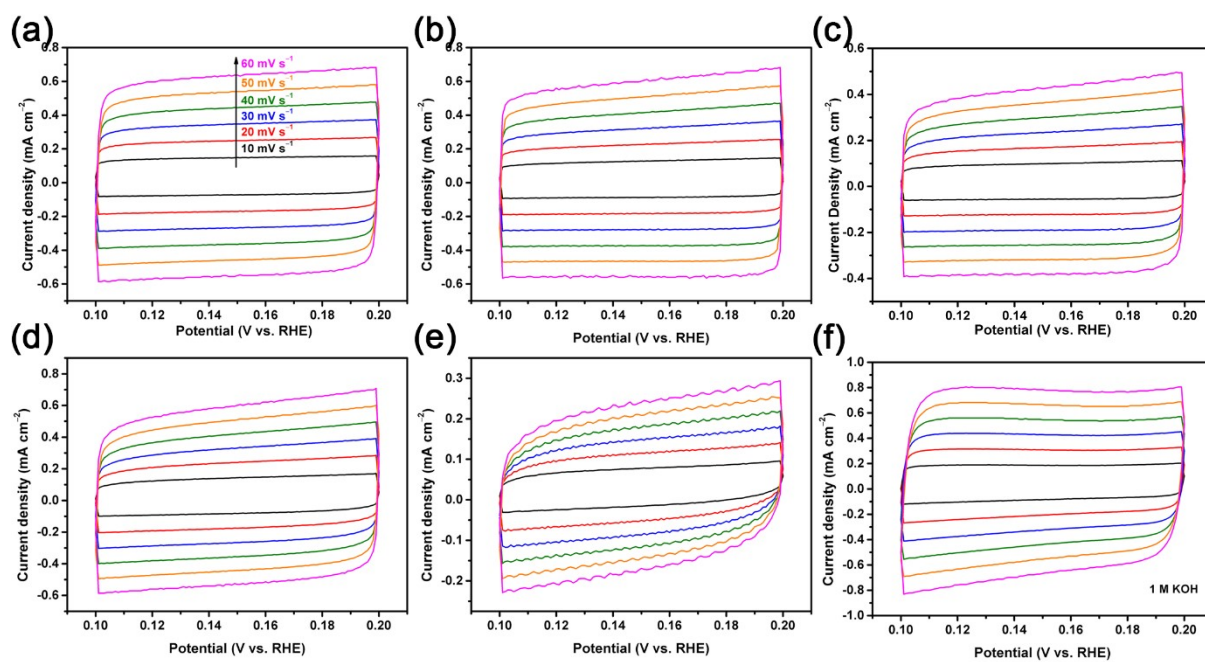 (a)
Current density (mA cm⁻²)
0.8
0.6
0.4
0.2
0.0
-0.2
-0.4
-0.6
60 mV s⁻¹
50 mV s⁻¹
40 mV s⁻¹
30 mV s⁻¹
20 mV s⁻¹
10 mV s⁻¹
0.10 0.12 0.14 0.16 0.18 0.20
Potential (V vs. RHE)
(b)
Current density (mA cm⁻²)
0.8
0.6
0.4
0.2
0.0
-0.2
-0.4
-0.6
0.10 0.12 0.14 0.16 0.18 0.20
Potential (V vs. RHE)
(c)
Current Density (mA cm⁻²)
0.6
0.4
0.2
0.0
-0.2
-0.4
0.10 0.12 0.14 0.16 0.18 0.20
Potential (V vs. RHE)
(d)
Current density (mA cm⁻²)
0.8
0.6
0.4
0.2
0.0
-0.2
-0.4
-0.6
0.10 0.12 0.14 0.16 0.18 0.20
Potential (V vs. RHE)
(e)
Current density (mA cm⁻²)
0.3
0.2
0.1
0.0
-0.1
-0.2
0.10 0.12 0.14 0.16 0.18 0.20
Potential (V vs. RHE)
(f)
Current density (mA cm⁻²)
1.0
0.8
0.6
0.4
0.2
0.0
-0.2
-0.4
-0.6
-0.8
-1.0
1 M KOH
0.10 0.12 0.14 0.16 0.18 0.20
Potential (V vs. RHE)